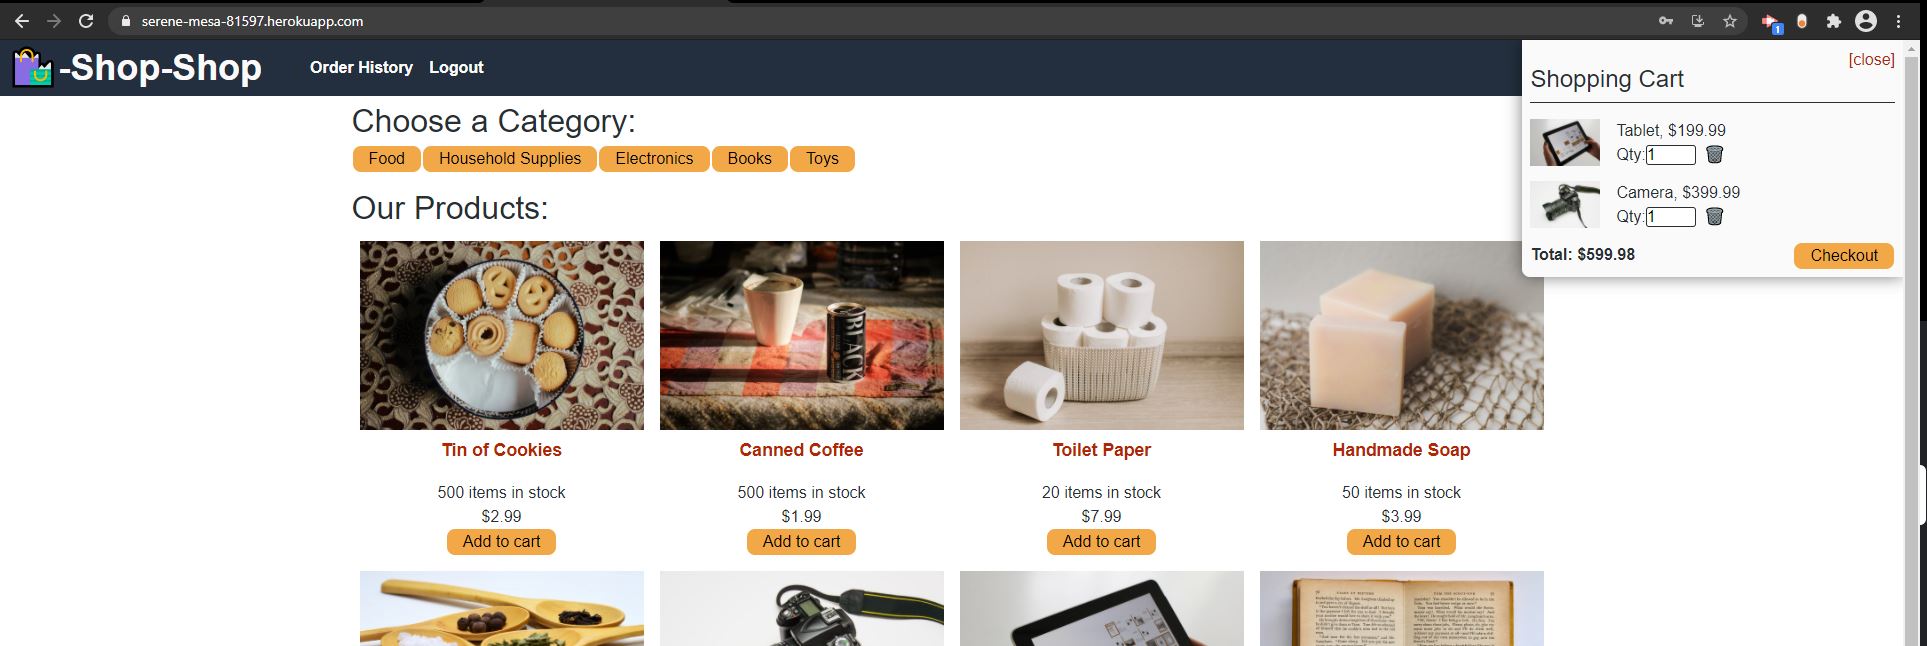 serene-mesa-81597.herokuapp.com
1
-Shop-Shop
Order History
Logout
[close]
Shopping Cart
Tablet, $199.99
Qty:1
Camera, $399.99
Qty:1
Total: $599.98
Checkout
Choose a Category:
Food
Household Supplies
Electronics
Books
Toys
Our Products:
BLACK
Tin of Cookies
500 items in stock
$2.99
Add to cart
Canned Coffee
500 items in stock
$1.99
Add to cart
Toilet Paper
20 items in stock
$7.99
Add to cart
Handmade Soap
50 items in stock
$3.99
Add to cart